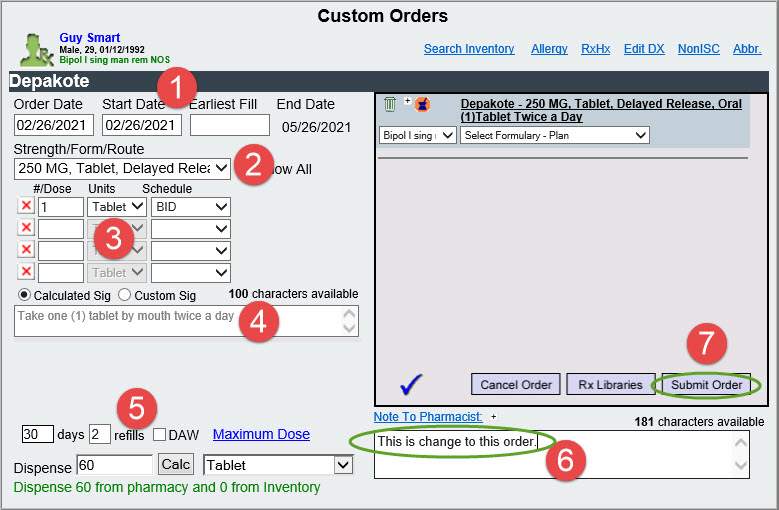 Custom Orders
Guy Smart
Male, 29, 01/12/1992
Bipol I sing man rem NOS
Search Inventory Allergy RxHx Edit DX NonISC Abbr.
Depakote
1
Order Date Start Date Earliest Fill End Date
02/26/2021 02/26/2021 05/26/2021
Strength/Form/Route
250 MG, Tablet, Delayed Relea 2 ow All
#/Dose Units Schedule
1 Tablet BID
3
Tablet
Calculated Sig Custom Sig 100 characters available
Take one (1) tablet by mouth twice a day
4
5
30 days 2 refills DAW Maximum Dose
Dispense 60 Calc Tablet
Dispense 60 from pharmacy and 0 from Inventory
Depakote - 250 MG, Tablet, Delayed Release, Oral
(1)Tablet Twice a Day
Bipol I sing Select Formulary - Plan
7
Cancel Order Rx Libraries Submit Order
Note To Pharmacist: + 181 characters available
This is change to this order.
6